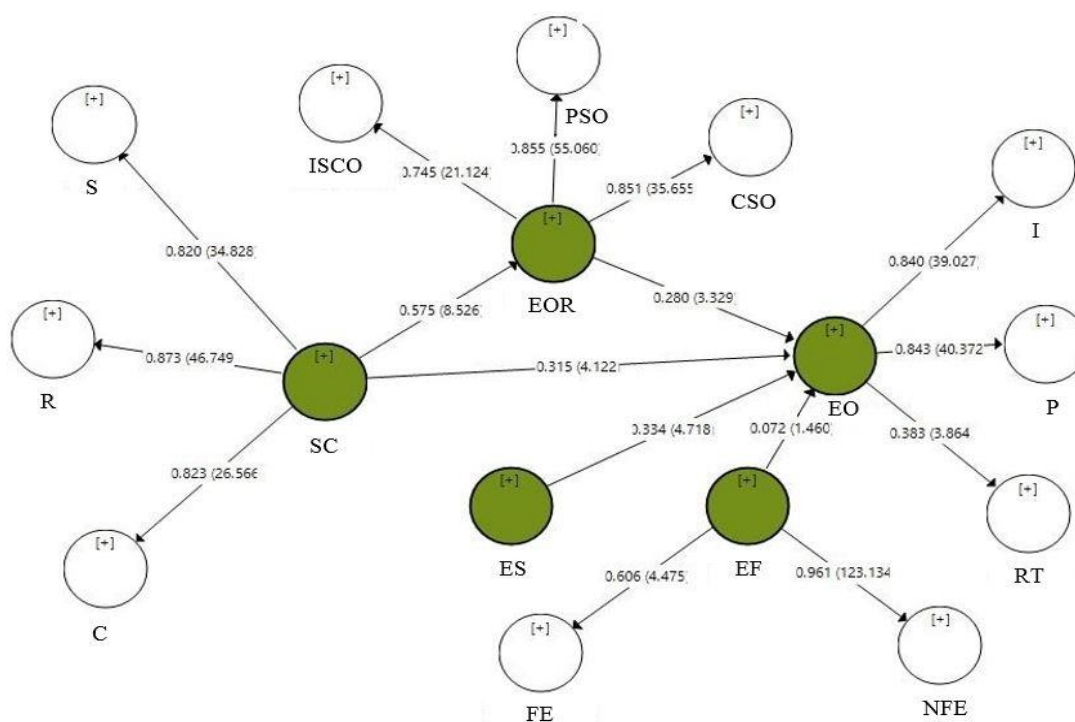 [+]
PSO
[+]
ISCO
[+]
CSO
[+]
S
[+]
I
0.745 (21.124)
0.855 (55.060)
0.851 (35.655
[+]
EOR
0.820 (34.828)
0.840 (39.027)
0.575 (8.526)
0.280 (3.329)
[+]
R
0.873 (46.749
[+]
SC
0.315 (4.122)
[+]
EO
0.843 (40.372
[+]
P
0.823 (26.566
0.334 (4.718)
0.072 (1.460)
0.383 (3.864
[+]
ES
[+]
EF
[+]
RT
[+]
C
0.606 (4.475)
0.961 (123.134
[+]
FE
[+]
NFE